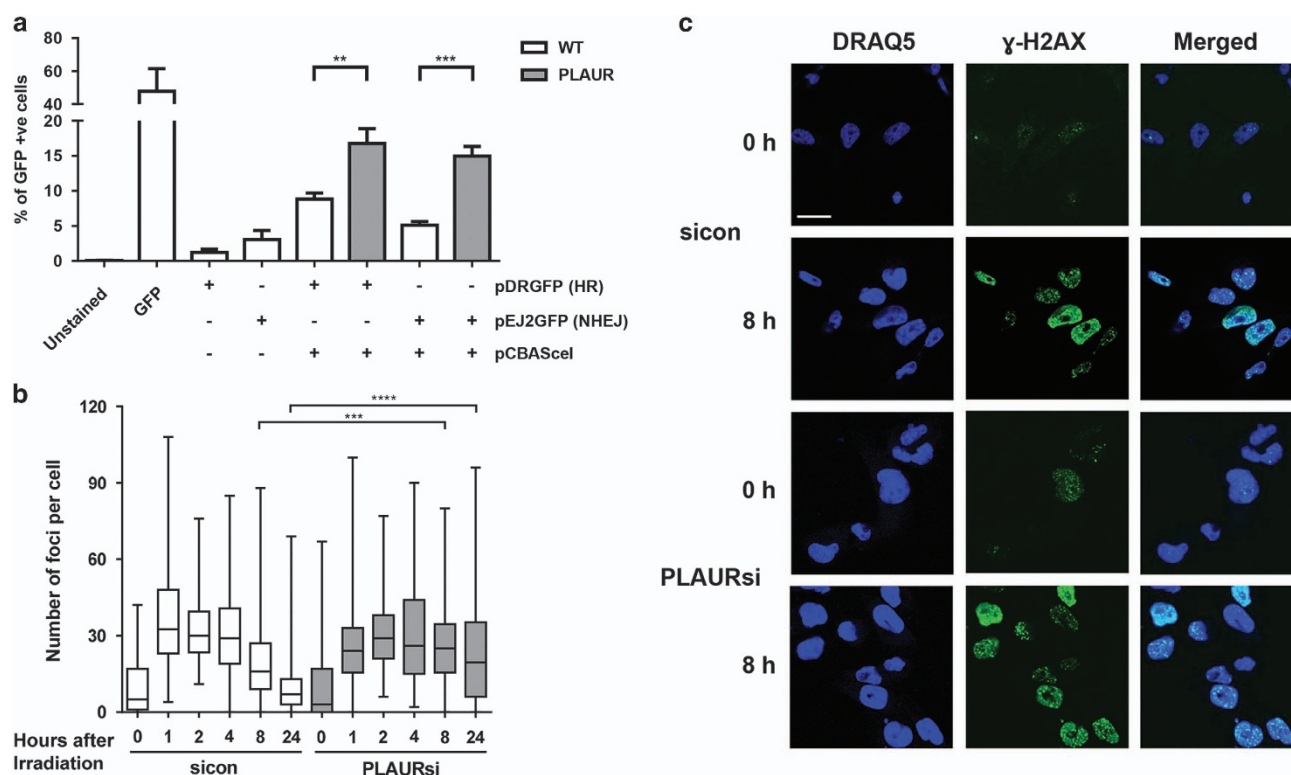 a
% of GFP +ve cells
80
60
40
20
15
10
5
0
WT
PLAUR
**
***
Unstained
GFP
+ - + + - - pDRGFP (HR)
- + - - + + pEJ2GFP (NHEJ)
- - + + + + pCBASceI
b
Number of foci per cell
120
90
60
30
0
****
***
Hours after
Irradiation
0 1 2 4 8 24 0 1 2 4 8 24
sicon PLAURsi
c
DRAQ5 γ-H2AX Merged
0 h
sicon
8 h
0 h
PLAURsi
8 h